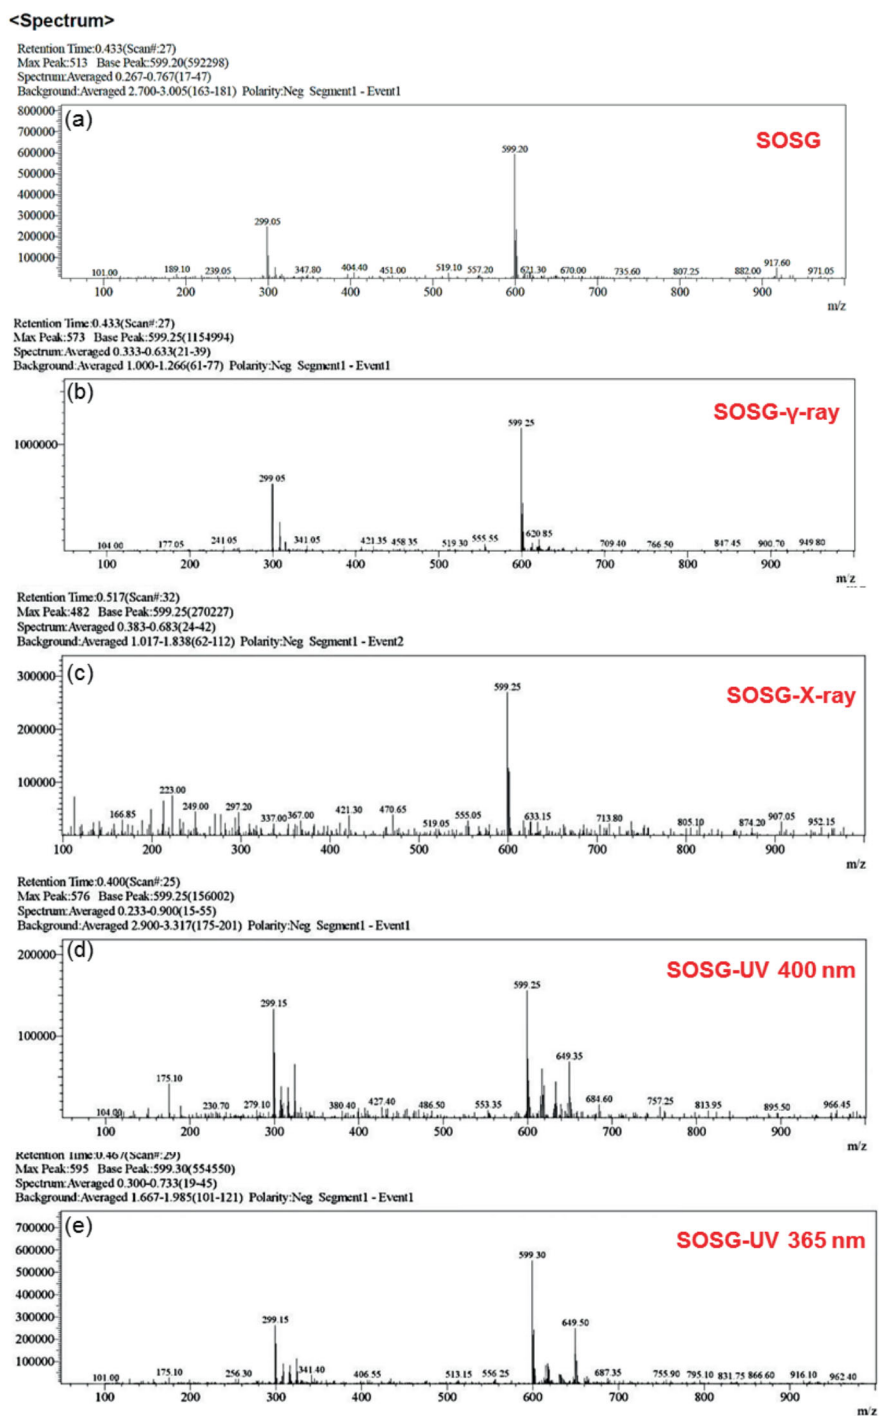 <Spectrum>
Retention Time:0.433(Scan#:27)
Max Peak:513 Base Peak:599.20(592298)
Spectrum:Averaged 0.267-0.767(17-47)
Background:Averaged 2.700-3.005(163-181) Polarity:Neg Segment1 - Event1
800000
(a)
SOSG
700000
600000
500000
400000
300000
200000
100000
599.20
299.05
101.00 189.10 239.05 347.80 404.40 451.00 519.10 557.20 621.30 670.00 735.60 807.25 882.00 917.60 971.05
100 200 300 400 500 600 700 800 900
m/z
Retention Time:0.433(Scan#:27)
Max Peak:573 Base Peak:599.25(1154994)
Spectrum:Averaged 0.333-0.633(21-39)
Background:Averaged 1.000-1.266(61-77) Polarity:Neg Segment1 - Event1
(b)
SOSG-γ-ray
1000000
599.25
299.05
104.00 177.05 241.05 341.05 421.35 458.35 519.30 555.55 620.85 709.40 766.50 847.45 900.70 949.80
100 200 300 400 500 600 700 800 900
m/z
Retention Time:0.517(Scan#:32)
Max Peak:482 Base Peak:599.25(270227)
Spectrum:Averaged 0.383-0.683(24-42)
Background:Averaged 1.017-1.838(62-112) Polarity:Neg Segment1 - Event2
(c)
SOSG-X-ray
300000
200000
100000
599.25
166.85 223.00 249.00 297.20 337.00 367.00 421.30 470.65 519.05 555.05 633.15 713.80 805.10 874.20 907.05 952.15
100 200 300 400 500 600 700 800 900
m/z
Retention Time:0.400(Scan#:25)
Max Peak:576 Base Peak:599.25(156002)
Spectrum:Averaged 0.233-0.900(15-55)
Background:Averaged 2.900-3.317(175-201) Polarity:Neg Segment1 - Event1
(d)
SOSG-UV 400 nm
200000
100000
599.25
299.15
649.35
104.00 175.10 230.70 279.10 380.40 427.40 486.50 553.35 684.60 757.25 813.95 895.50 966.45
100 200 300 400 500 600 700 800 900
m/z
Retention Time:0.467(Scan#:29)
Max Peak:595 Base Peak:599.30(554550)
Spectrum:Averaged 0.300-0.733(19-45)
Background:Averaged 1.667-1.985(101-121) Polarity:Neg Segment1 - Event1
(e)
SOSG-UV 365 nm
700000
600000
500000
400000
300000
200000
100000
599.30
299.15
649.50
101.00 175.10 256.30 341.40 406.55 513.15 556.25 687.35 755.90 795.10 831.75 866.60 916.10 962.40
100 200 300 400 500 600 700 800 900
m/z